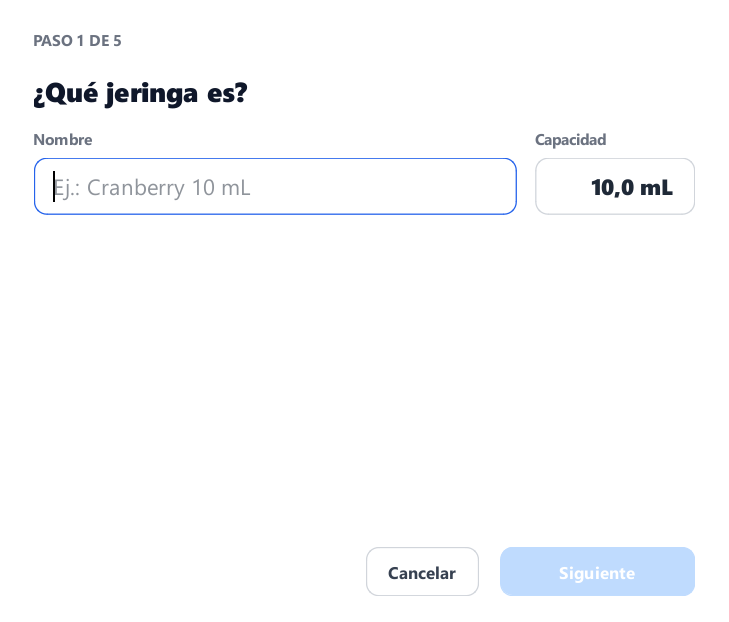 PASO 1 DE 5
¿Qué jeringa es?
Nombre
Capacidad
Ej.: Cranberry 10 mL
10,0 mL
Cancelar
Siguiente